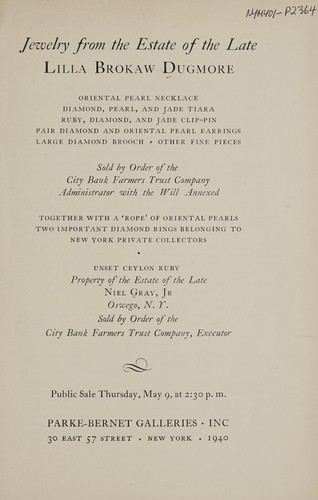 NYM401-P2364
Jewelry from the Estate of the Late
LILLA BROKAW DUGMORE
ORIENTAL PEARL NECKLACE
DIAMOND, PEARL, AND JADE TIARA
RUBY, DIAMOND, AND JADE CLIP-PIN
PAIR DIAMOND AND ORIENTAL PEARL EARRINGS
LARGE DIAMOND BROOCH · OTHER FINE PIECES
Sold by Order of the
City Bank Farmers Trust Company
Administrator with the Will Annexed
TOGETHER WITH A 'ROPE' OF ORIENTAL PEARLS
TWO IMPORTANT DIAMOND RINGS BELONGING TO
NEW YORK PRIVATE COLLECTORS
·
UNSET CEYLON RUBY
Property of the Estate of the Late
NIEL GRAY, JR
Oswego, N. Y.
Sold by Order of the
City Bank Farmers Trust Company, Executor
Public Sale Thursday, May 9, at 2:30 p. m.
PARKE-BERNET GALLERIES · INC
30 EAST 57 STREET · NEW YORK · 1940